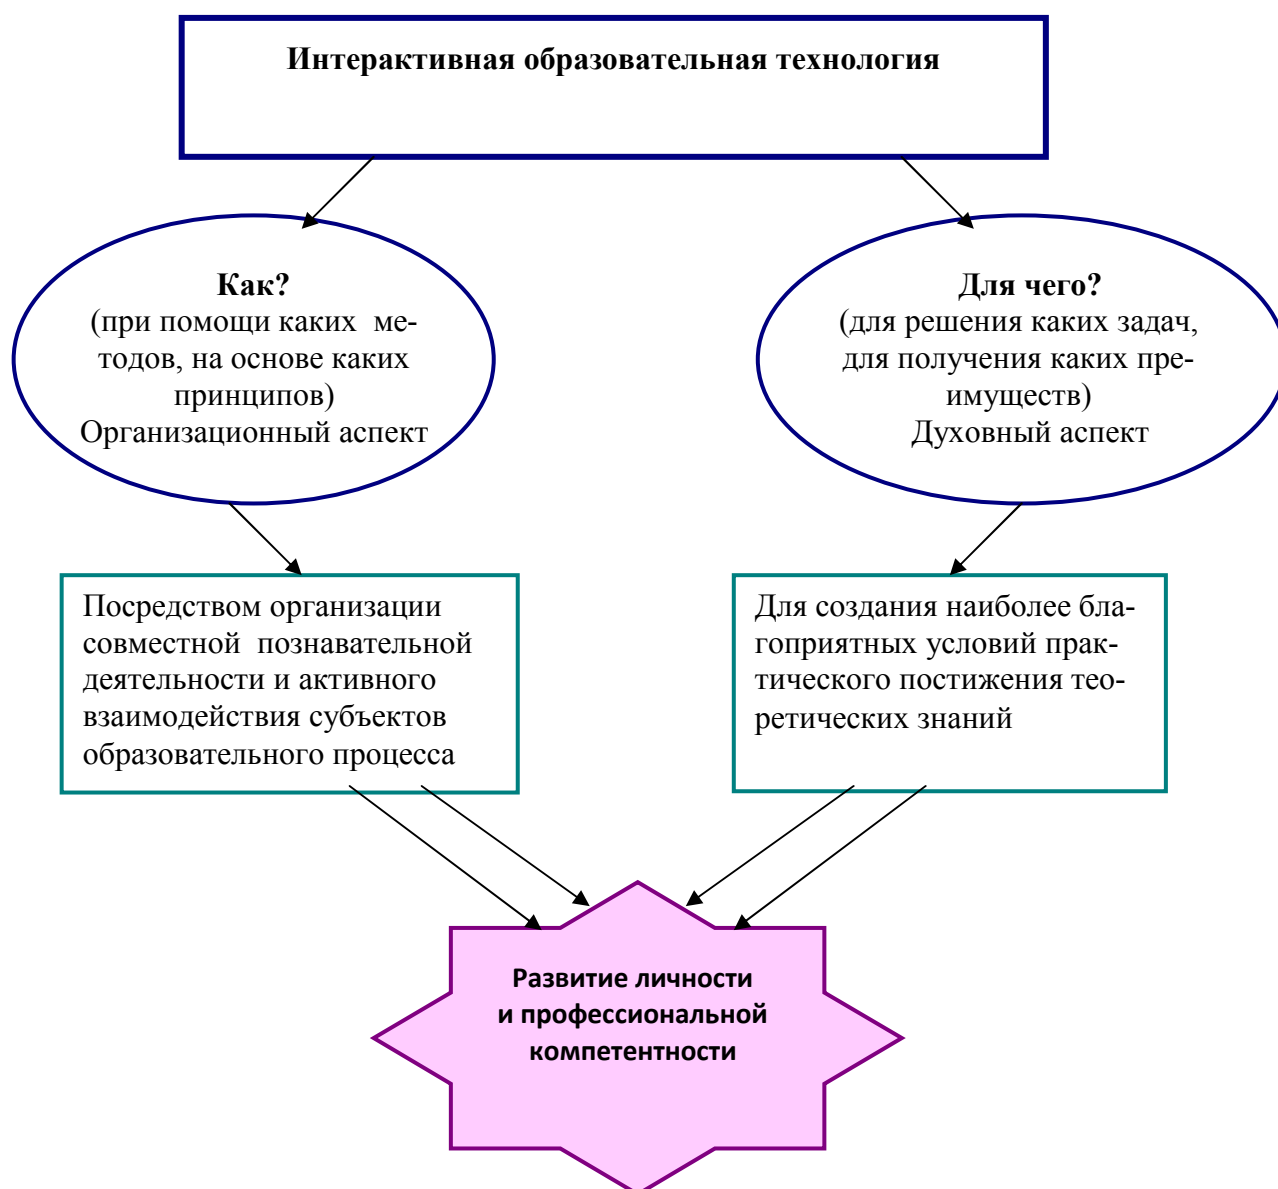 Интерактивная образовательная технология
Как?
(при помощи каких ме-
тодов, на основе каких
принципов)
Организационный аспект
Для чего?
(для решения каких задач,
для получения каких пре-
имуществ)
Духовный аспект
Посредством организации
совместной познавательной
деятельности и активного
взаимодействия субъектов
образовательного процесса
Для создания наиболее бла-
гоприятных условий прак-
тического постижения тео-
ретических знаний
Развитие личности
и профессиональной
компетентности